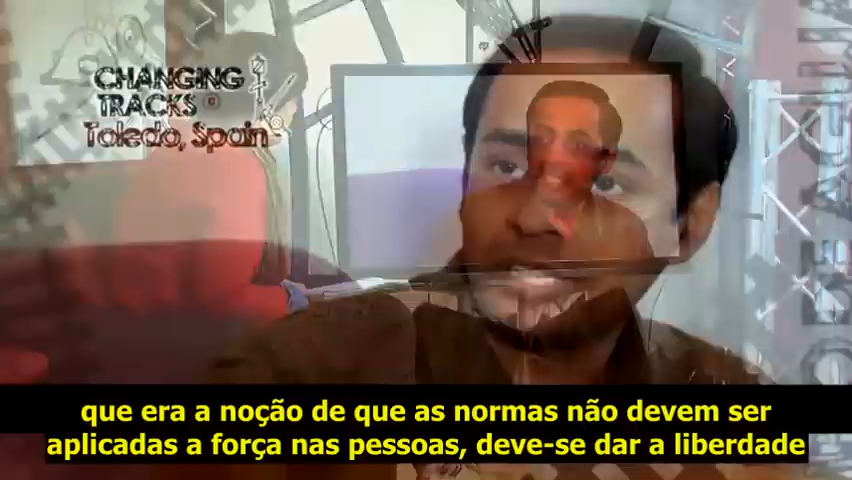 CHANGING
TRACKS
Toledo, Spain
que era a noção de que as normas não devem ser
aplicadas a força nas pessoas, deve-se dar a liberdade